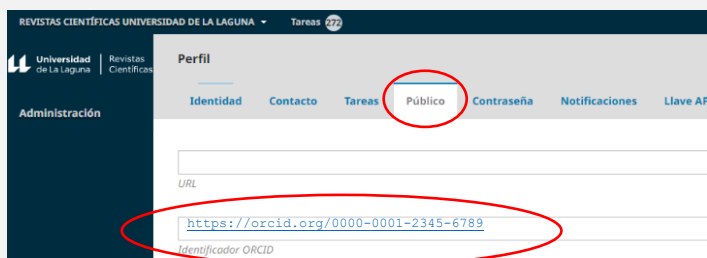 REVISTAS CIENTÍFICAS UNIVERSIDAD DE LA LAGUNA Tareas 272
Universidad de La Laguna
Revistas Científicas
Administración
Perfil
Identidad Contacto Tareas Público Contraseña Notificaciones Llave AP
URL
https://orcid.org/0000-0001-2345-6789
Identificador ORCID